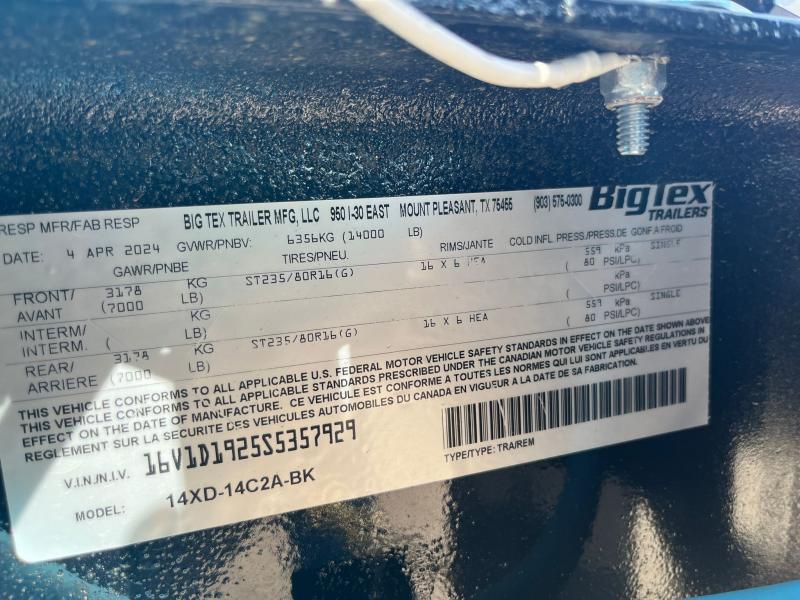 RESP MFR/FAB RESP BIG TEX TRAILER MFG, LLC 950 I-30 EAST MOUNT PLEASANT, TX 75455 (903) 575-0300 BigTex TRAILERS
DATE: 4 APR 2024 GVWR/PNBV: 6356KG (14000 LB)
GAWR/PNBE TIRES/PNEU. RIMS/JANTE COLD INFL. PRESS/PRESS.DE GONF A FROID
FRONT/ 3178 KG ST235/80R16(G) 16 X 6 HEA 559 kPa SINGLE
AVANT (7000 LB) ( 80 PSI/LPC)
INTERM/ KG kPa
INTERM. ( LB) ( PSI/LPC)
REAR/ 3178 KG ST235/80R16(G) 16 X 6 HEA 559 kPa SINGLE
ARRIERE (7000 LB) ( 80 PSI/LPC)
THIS VEHICLE CONFORMS TO ALL APPLICABLE U.S. FEDERAL MOTOR VEHICLE SAFETY STANDARDS IN EFFECT ON THE DATE OF MANUFACTURE.
THIS VEHICLE CONFORMS TO ALL APPLICABLE STANDARDS PRESCRIBED UNDER THE CANADIAN MOTOR VEHICLE SAFETY REGULATIONS IN
EFFECT ON THE DATE OF MANUFACTURE. CE VEHICULE EST CONFORME A TOUTES LES NORMES QUI LUI SONT APPLICABLES EN VERTU DU
REGLEMENT SUR LA SECURITE DES VEHICULES AUTOMOBILES DU CANADA EN VIGUEUR A LA DATE DE SA FABRICATION.
V.I.N./N.I.V. 16V1D1925S5357929
TYPE/TYPE: TRA/REM
MODEL: 14XD-14C2A-BK